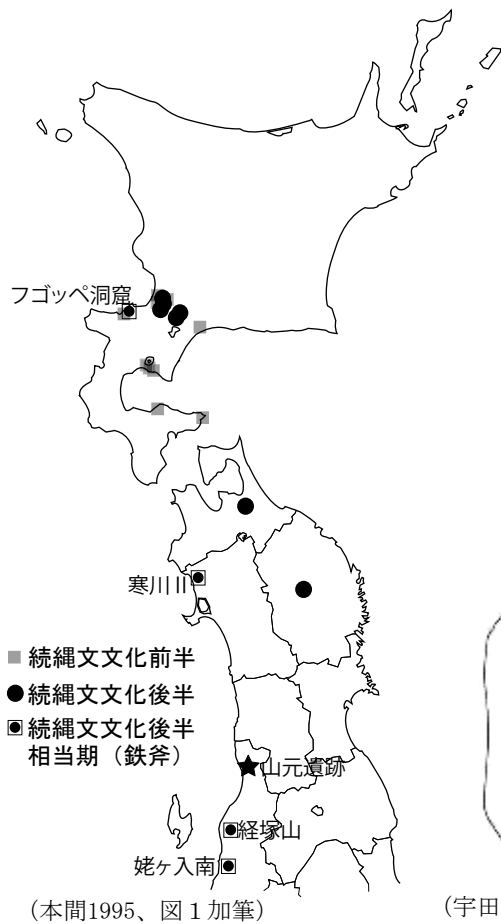 フゴッペ洞窟
寒川Ⅱ
続縄文文化前半
続縄文文化後半
続縄文文化後半
相当期（鉄斧）
山元遺跡
経塚山
姥ヶ入南
（本間1995、図１加筆）
（宇田